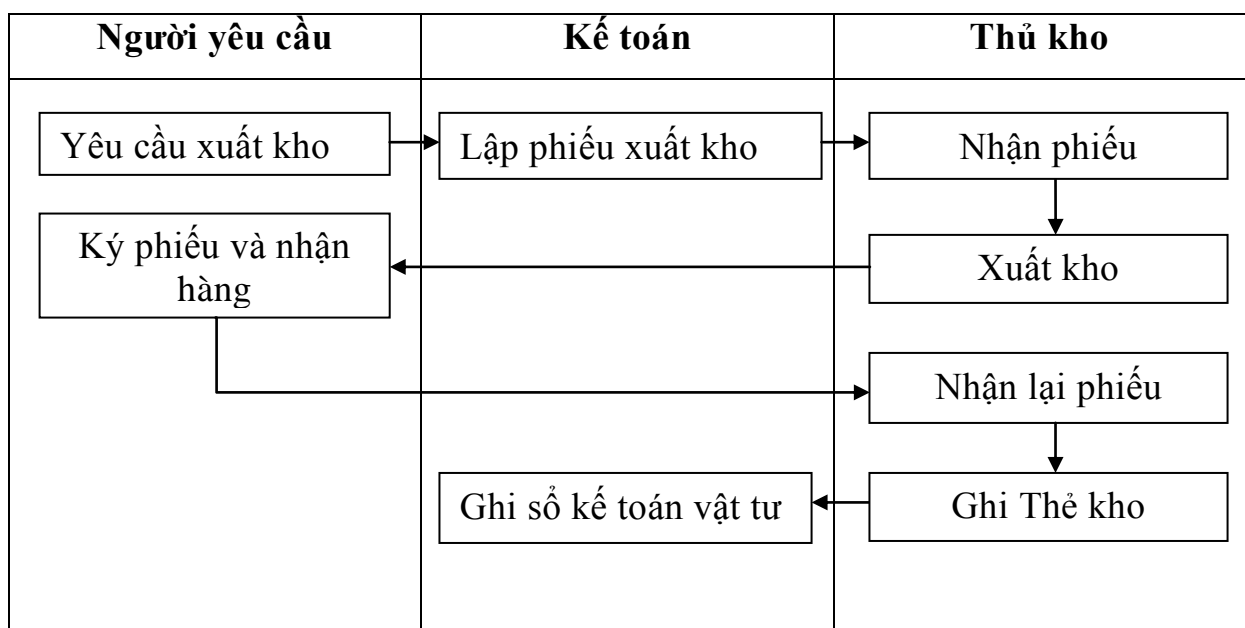 Người yêu cầu
Kế toán
Thủ kho
Yêu cầu xuất kho
Lập phiếu xuất kho
Nhận phiếu
Ký phiếu và nhận
hàng
Xuất kho
Nhận lại phiếu
Ghi sổ kế toán vật tư
Ghi Thẻ kho